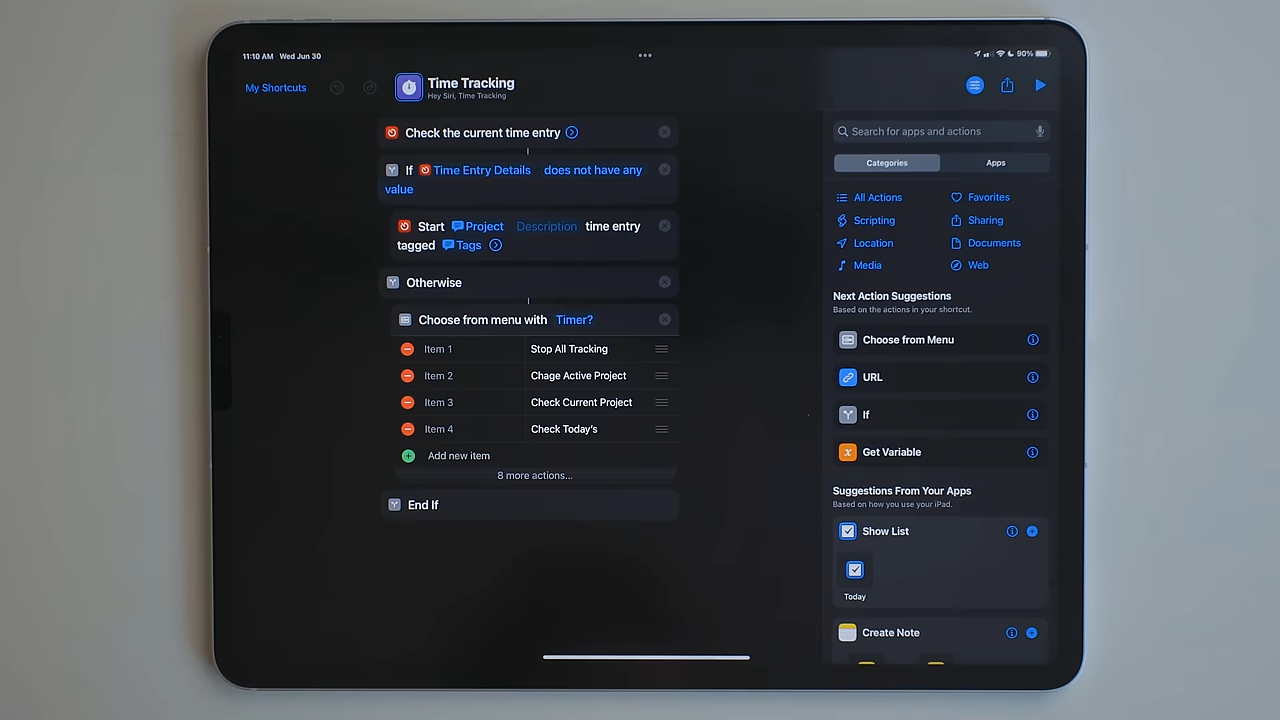 11:10 AM Wed Jun 30
90%
My Shortcuts
Time Tracking
Hey Siri, Time Tracking
Check the current time entry
If Time Entry Details does not have any
value
Start Project Description time entry
tagged Tags
Otherwise
Choose from menu with Timer?
Item 1 Stop All Tracking
Item 2 Chage Active Project
Item 3 Check Current Project
Item 4 Check Today's
Add new item
8 more actions...
End If
Search for apps and actions
Categories Apps
All Actions Favorites
Scripting Sharing
Location Documents
Media Web
Next Action Suggestions
Based on the actions in your shortcut.
Choose from Menu
URL
If
Get Variable
Suggestions From Your Apps
Based on how you use your iPad.
Show List
Today
Create Note